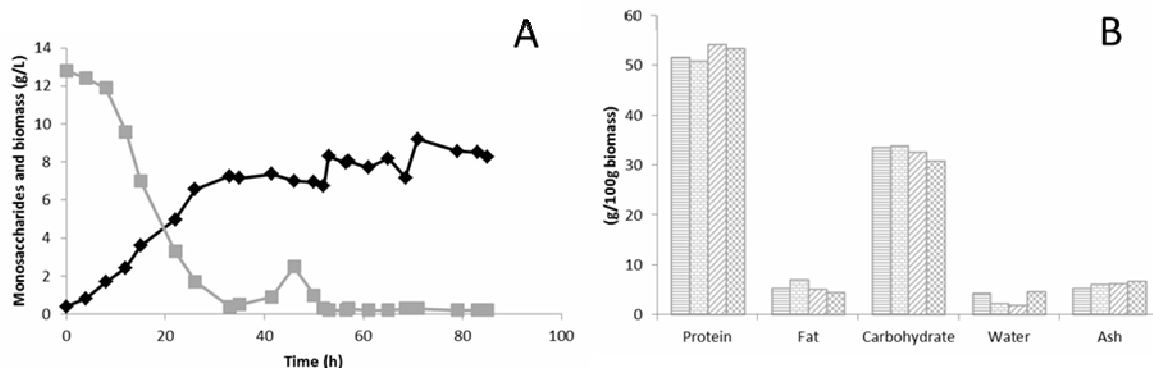 A
Monosaccharides and biomass (g/L)
14
12
10
8
6
4
2
0
0 20 40 60 80 100
Time (h)
B
(g/100g biomass)
60
50
40
30
20
10
0
Protein Fat Carbohydrate Water Ash